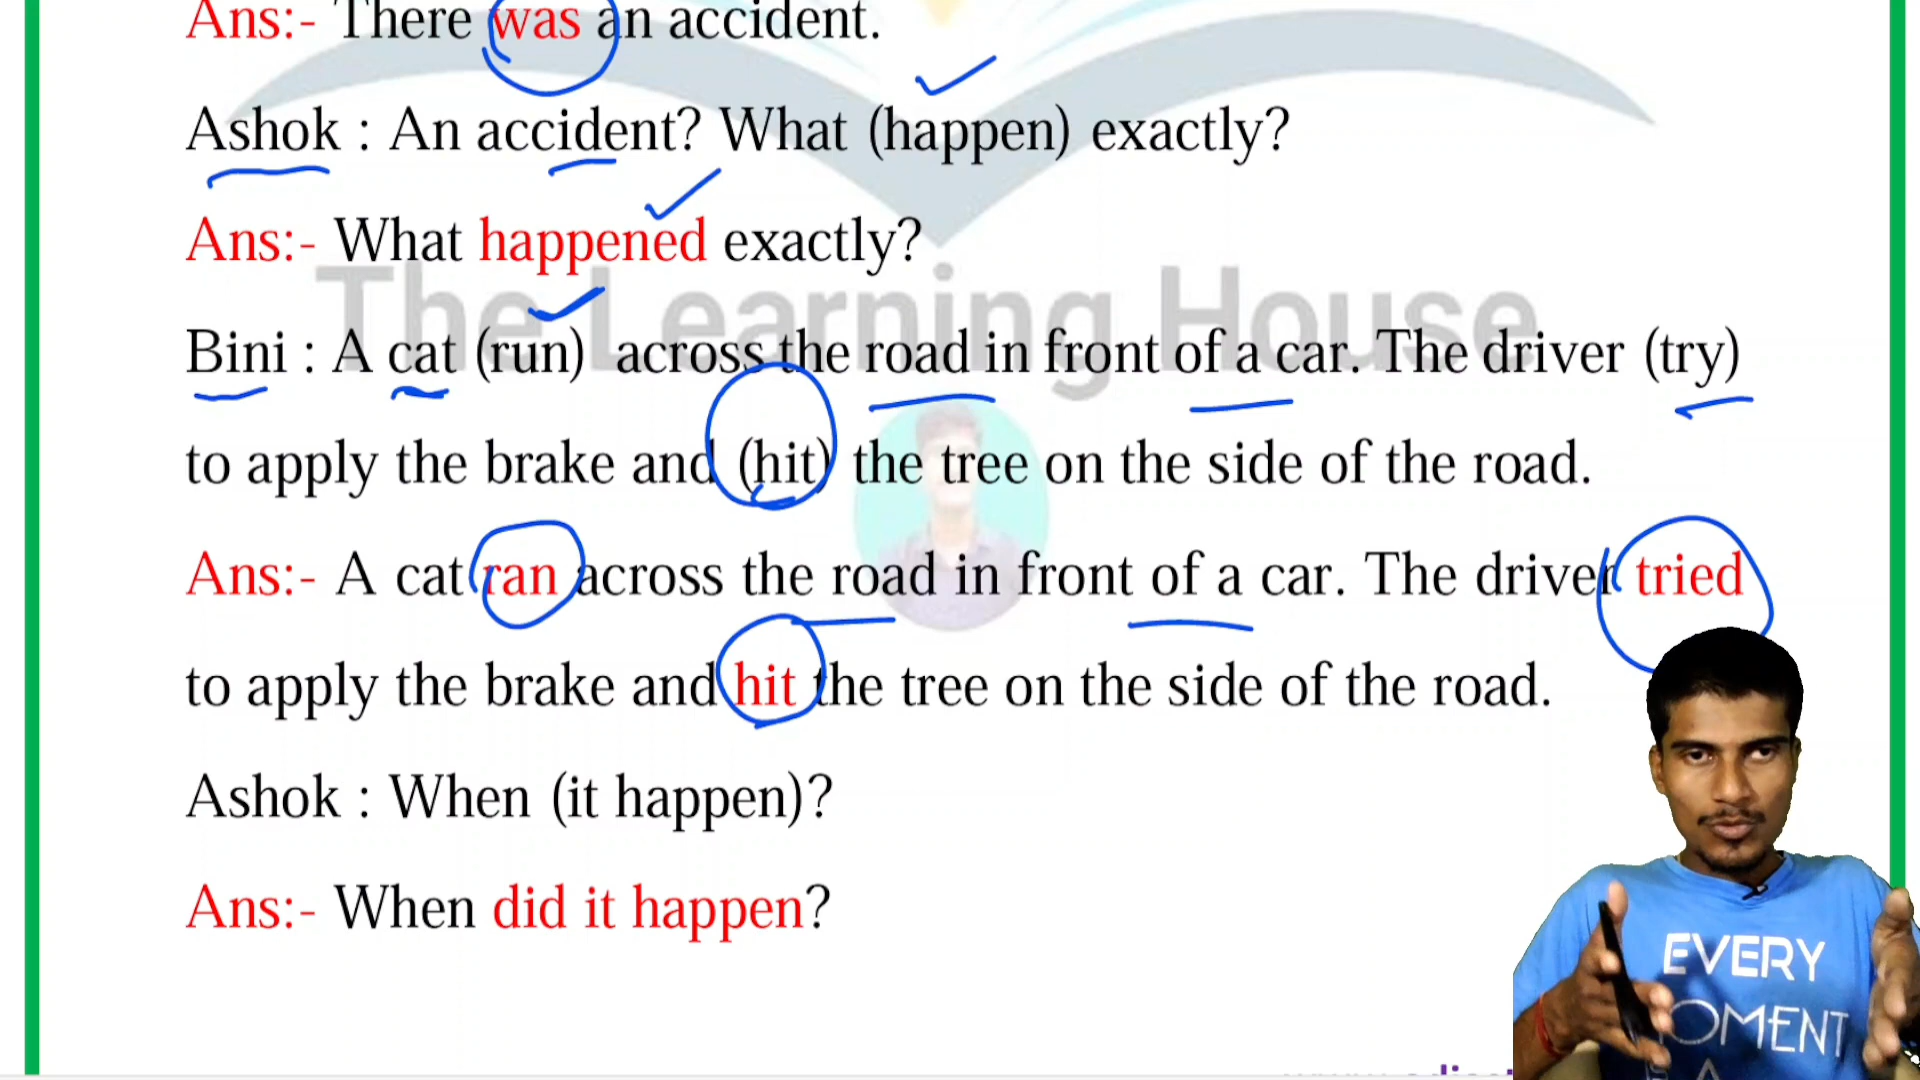 Ans:- There was an accident.
Ashok : An accident? What (happen) exactly?
Ans:- What happened exactly?
The Learning House
Bini : A cat (run) across the road in front of a car. The driver (try)
to apply the brake and (hit) the tree on the side of the road.
Ans:- A cat ran across the road in front of a car. The driver tried
to apply the brake and hit the tree on the side of the road.
Ashok : When (it happen)?
Ans:- When did it happen?
EVERY
MOMENT